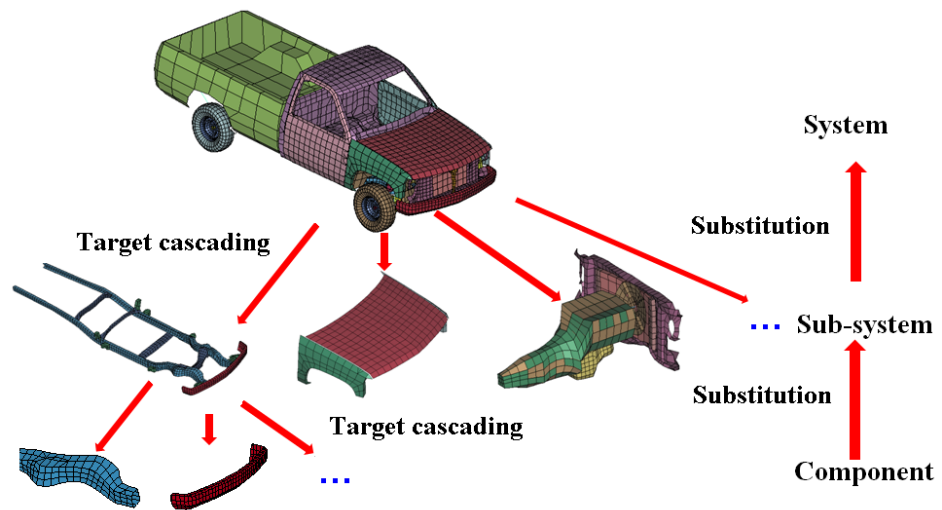 System
Substitution
Target cascading
... Sub-system
Substitution
Target cascading
...
Component